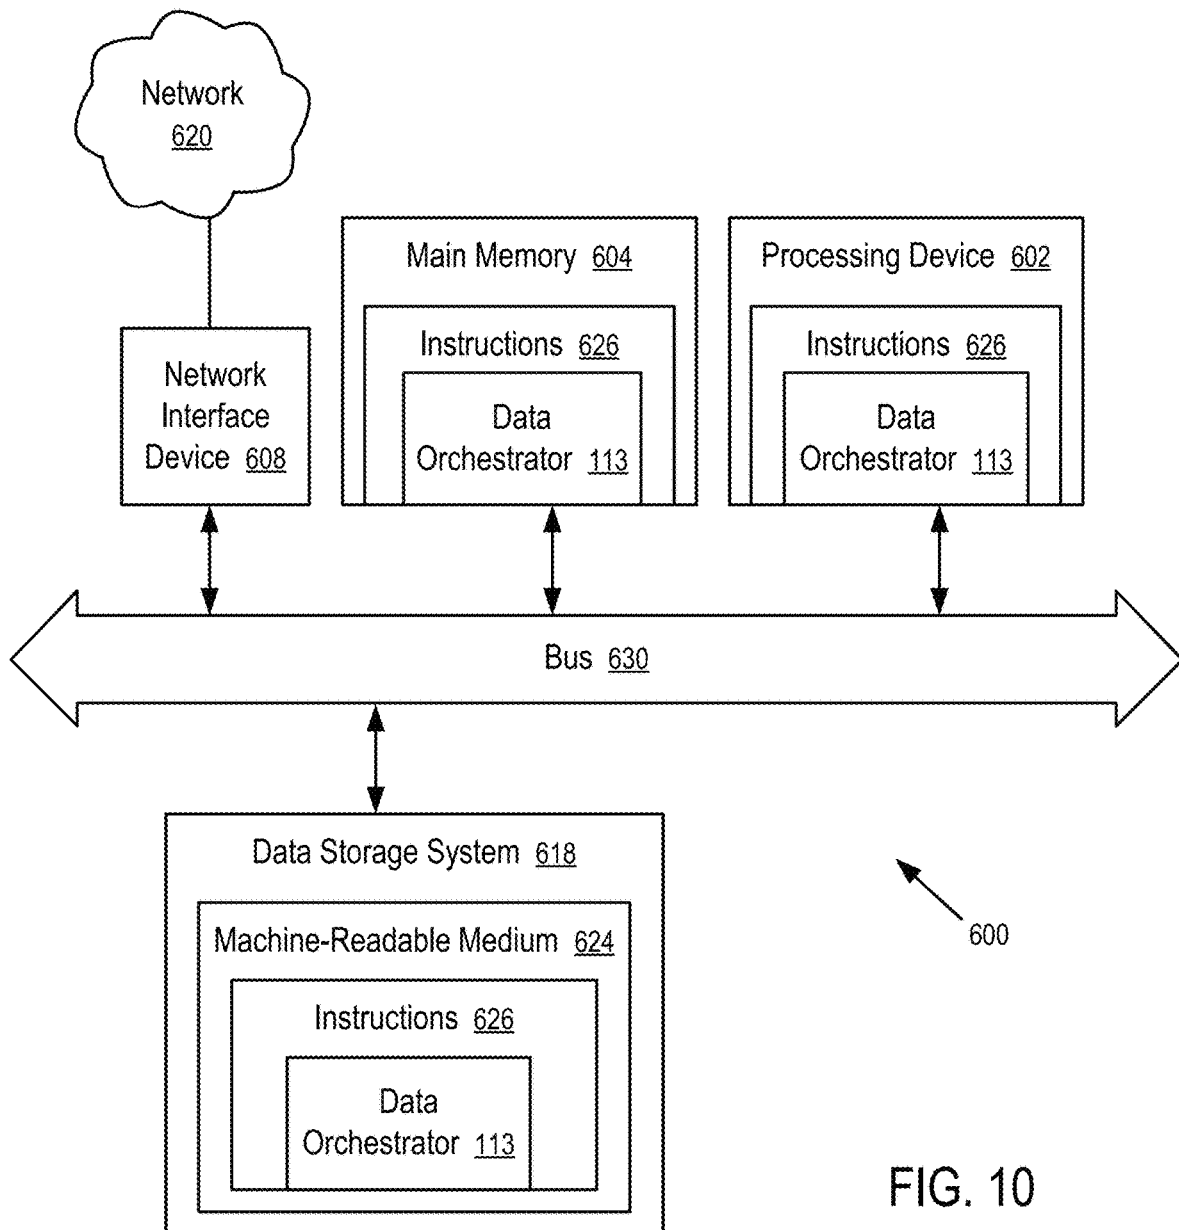 Network
620
Main Memory 604
Processing Device 602
Instructions 626
Instructions 626
Network
Interface
Device 608
Data
Orchestrator 113
Data
Orchestrator 113
Bus 630
Data Storage System 618
Machine-Readable Medium 624
600
Instructions 626
Data
Orchestrator 113
FIG. 10